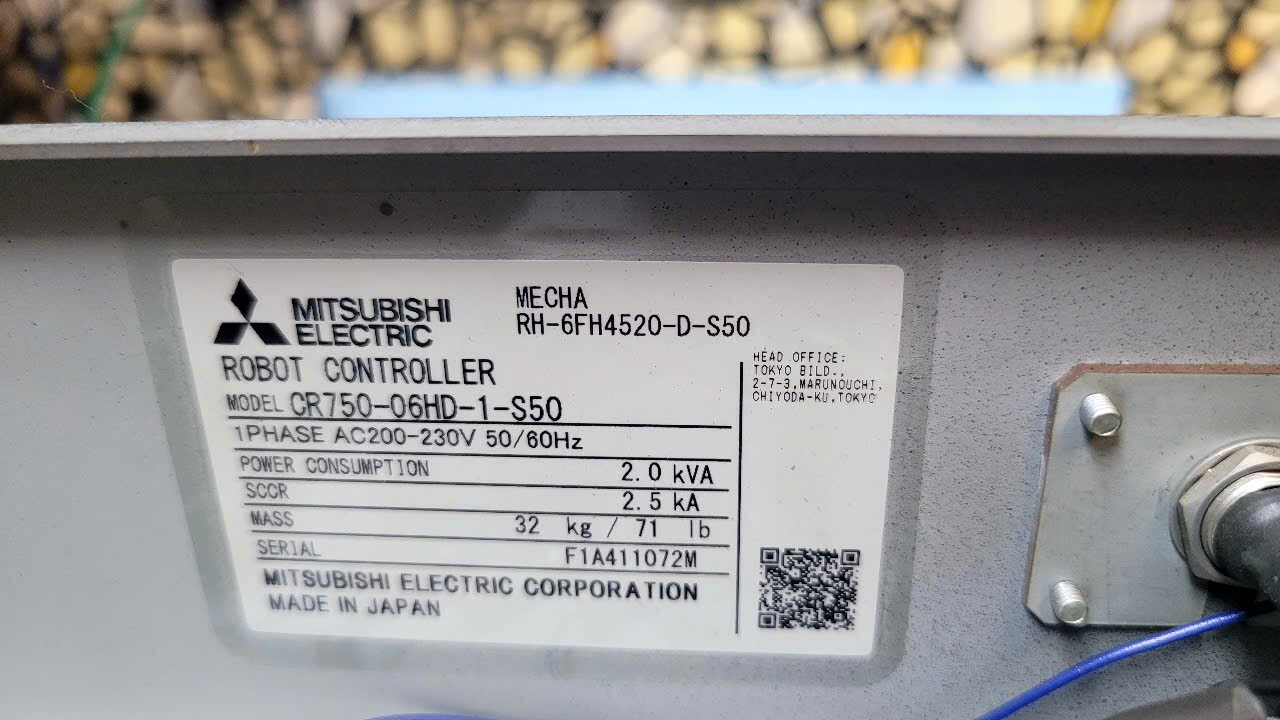 MITSUBISHI
ELECTRIC
MECHA
RH-6FH4520-D-S50
ROBOT CONTROLLER
MODEL CR750-06HD-1-S50
1PHASE AC200-230V 50/60Hz
POWER CONSUMPTION 2.0 kVA
SCCR 2.5 kA
MASS 32 kg / 71 lb
SERIAL F1A411072M
MITSUBISHI ELECTRIC CORPORATION
MADE IN JAPAN
HEAD OFFICE:
TOKYO BILD.,
2-7-3,MARUNOUCHI,
CHIYODA-KU,TOKYO